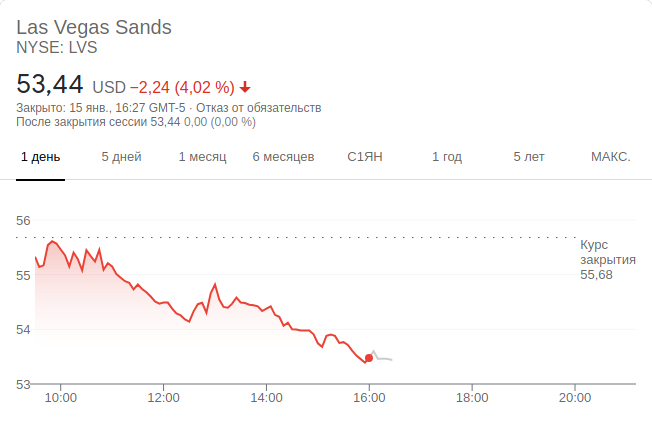 Las Vegas Sands
NYSE: LVS
53,44 USD −2,24 (4,02 %)
Закрыто: 15 янв., 16:27 GMT-5 · Отказ от обязательств
После закрытия сессии 53,44 0,00 (0,00 %)
1 день 5 дней 1 месяц 6 месяцев С1ЯН 1 год 5 лет МАКС.
56
Курс
закрытия
55,68
55
54
53
10:00 12:00 14:00 16:00 18:00 20:00